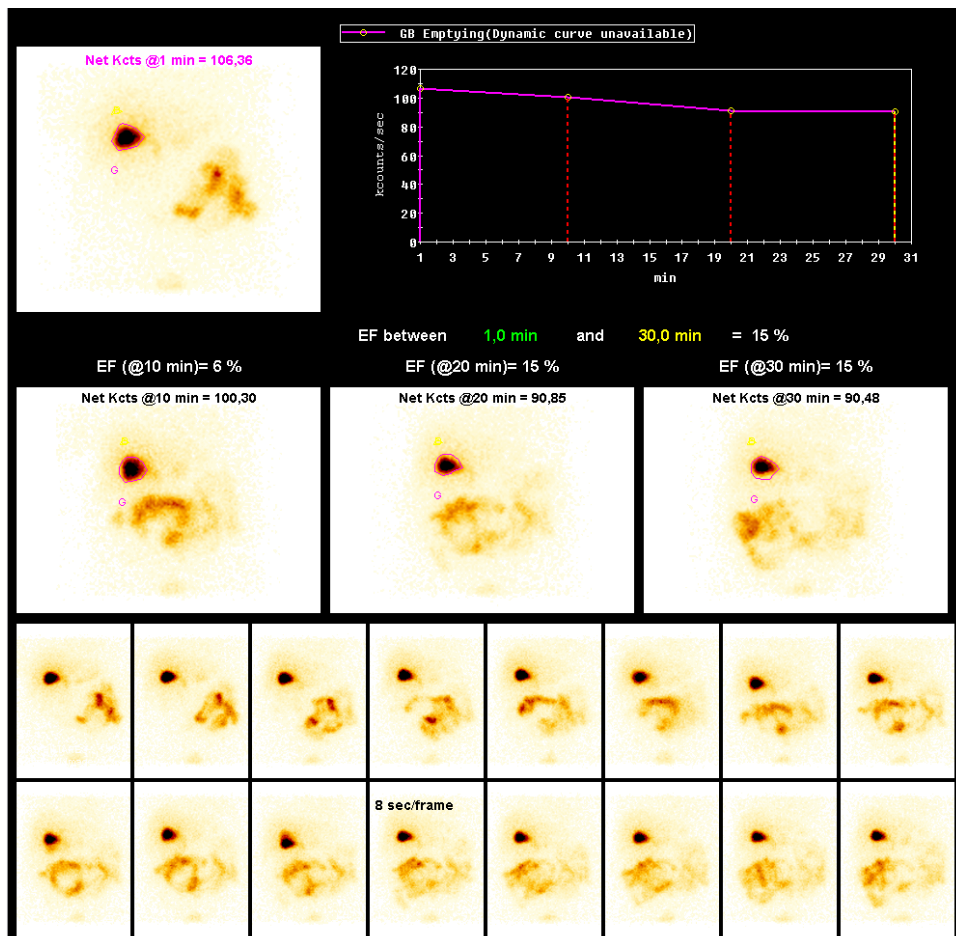 GB Emptying(Dynamic curve unavailable)
Net Kcts @1 min = 106,36
G
120
100
80
60
40
20
0
kcounts/sec
1 3 5 7 9 11 13 15 17 19 21 23 25 27 29 31
min
EF between 1,0 min and 30,0 min = 15 %
EF (@10 min)= 6 % EF (@20 min)= 15 % EF (@30 min)= 15 %
Net Kcts @10 min = 100,30 Net Kcts @20 min = 90,85 Net Kcts @30 min = 90,48
G G G
8 sec/frame